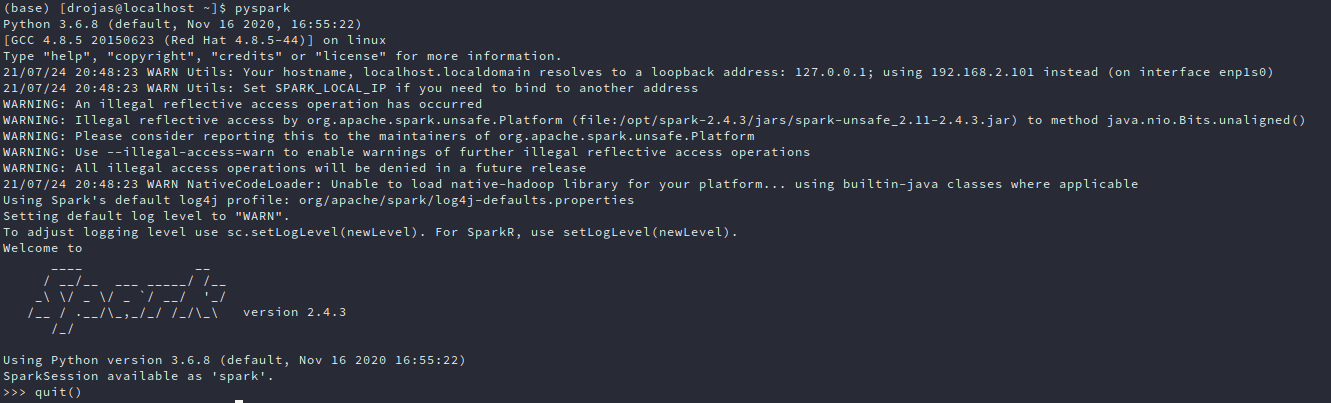 (base) [drojas@localhost ~]$ pyspark
Python 3.6.8 (default, Nov 16 2020, 16:55:22)
[GCC 4.8.5 20150623 (Red Hat 4.8.5-44)] on linux
Type "help", "copyright", "credits" or "license" for more information.
21/07/24 20:48:23 WARN Utils: Your hostname, localhost.localdomain resolves to a loopback address: 127.0.0.1; using 192.168.2.101 instead (on interface enp1s0)
21/07/24 20:48:23 WARN Utils: Set SPARK_LOCAL_IP if you need to bind to another address
WARNING: An illegal reflective access operation has occurred
WARNING: Illegal reflective access by org.apache.spark.unsafe.Platform (file:/opt/spark-2.4.3/jars/spark-unsafe_2.11-2.4.3.jar) to method java.nio.Bits.unaligned()
WARNING: Please consider reporting this to the maintainers of org.apache.spark.unsafe.Platform
WARNING: Use --illegal-access=warn to enable warnings of further illegal reflective access operations
WARNING: All illegal access operations will be denied in a future release
21/07/24 20:48:23 WARN NativeCodeLoader: Unable to load native-hadoop library for your platform... using builtin-java classes where applicable
Using Spark's default log4j profile: org/apache/spark/log4j-defaults.properties
Setting default log level to "WARN".
To adjust logging level use sc.setLogLevel(newLevel). For SparkR, use setLogLevel(newLevel).
Welcome to
      ____              __
     / __/__  ___ _____/ /__
    _\ \/ _ \/ _ `/ __/  '_/
   /__ / .__/\_,_/_/ /_/\_\   version 2.4.3
      /_/
Using Python version 3.6.8 (default, Nov 16 2020 16:55:22)
SparkSession available as 'spark'.
>>> quit()